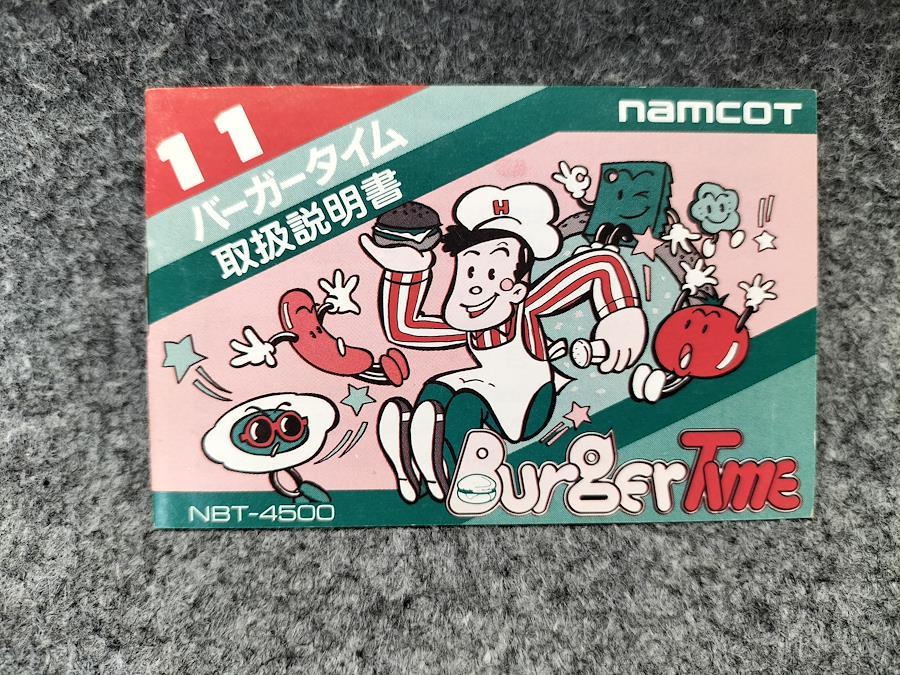 11
namcot
バーガータイム
取扱説明書
H
BurgerTime
NBT-4500